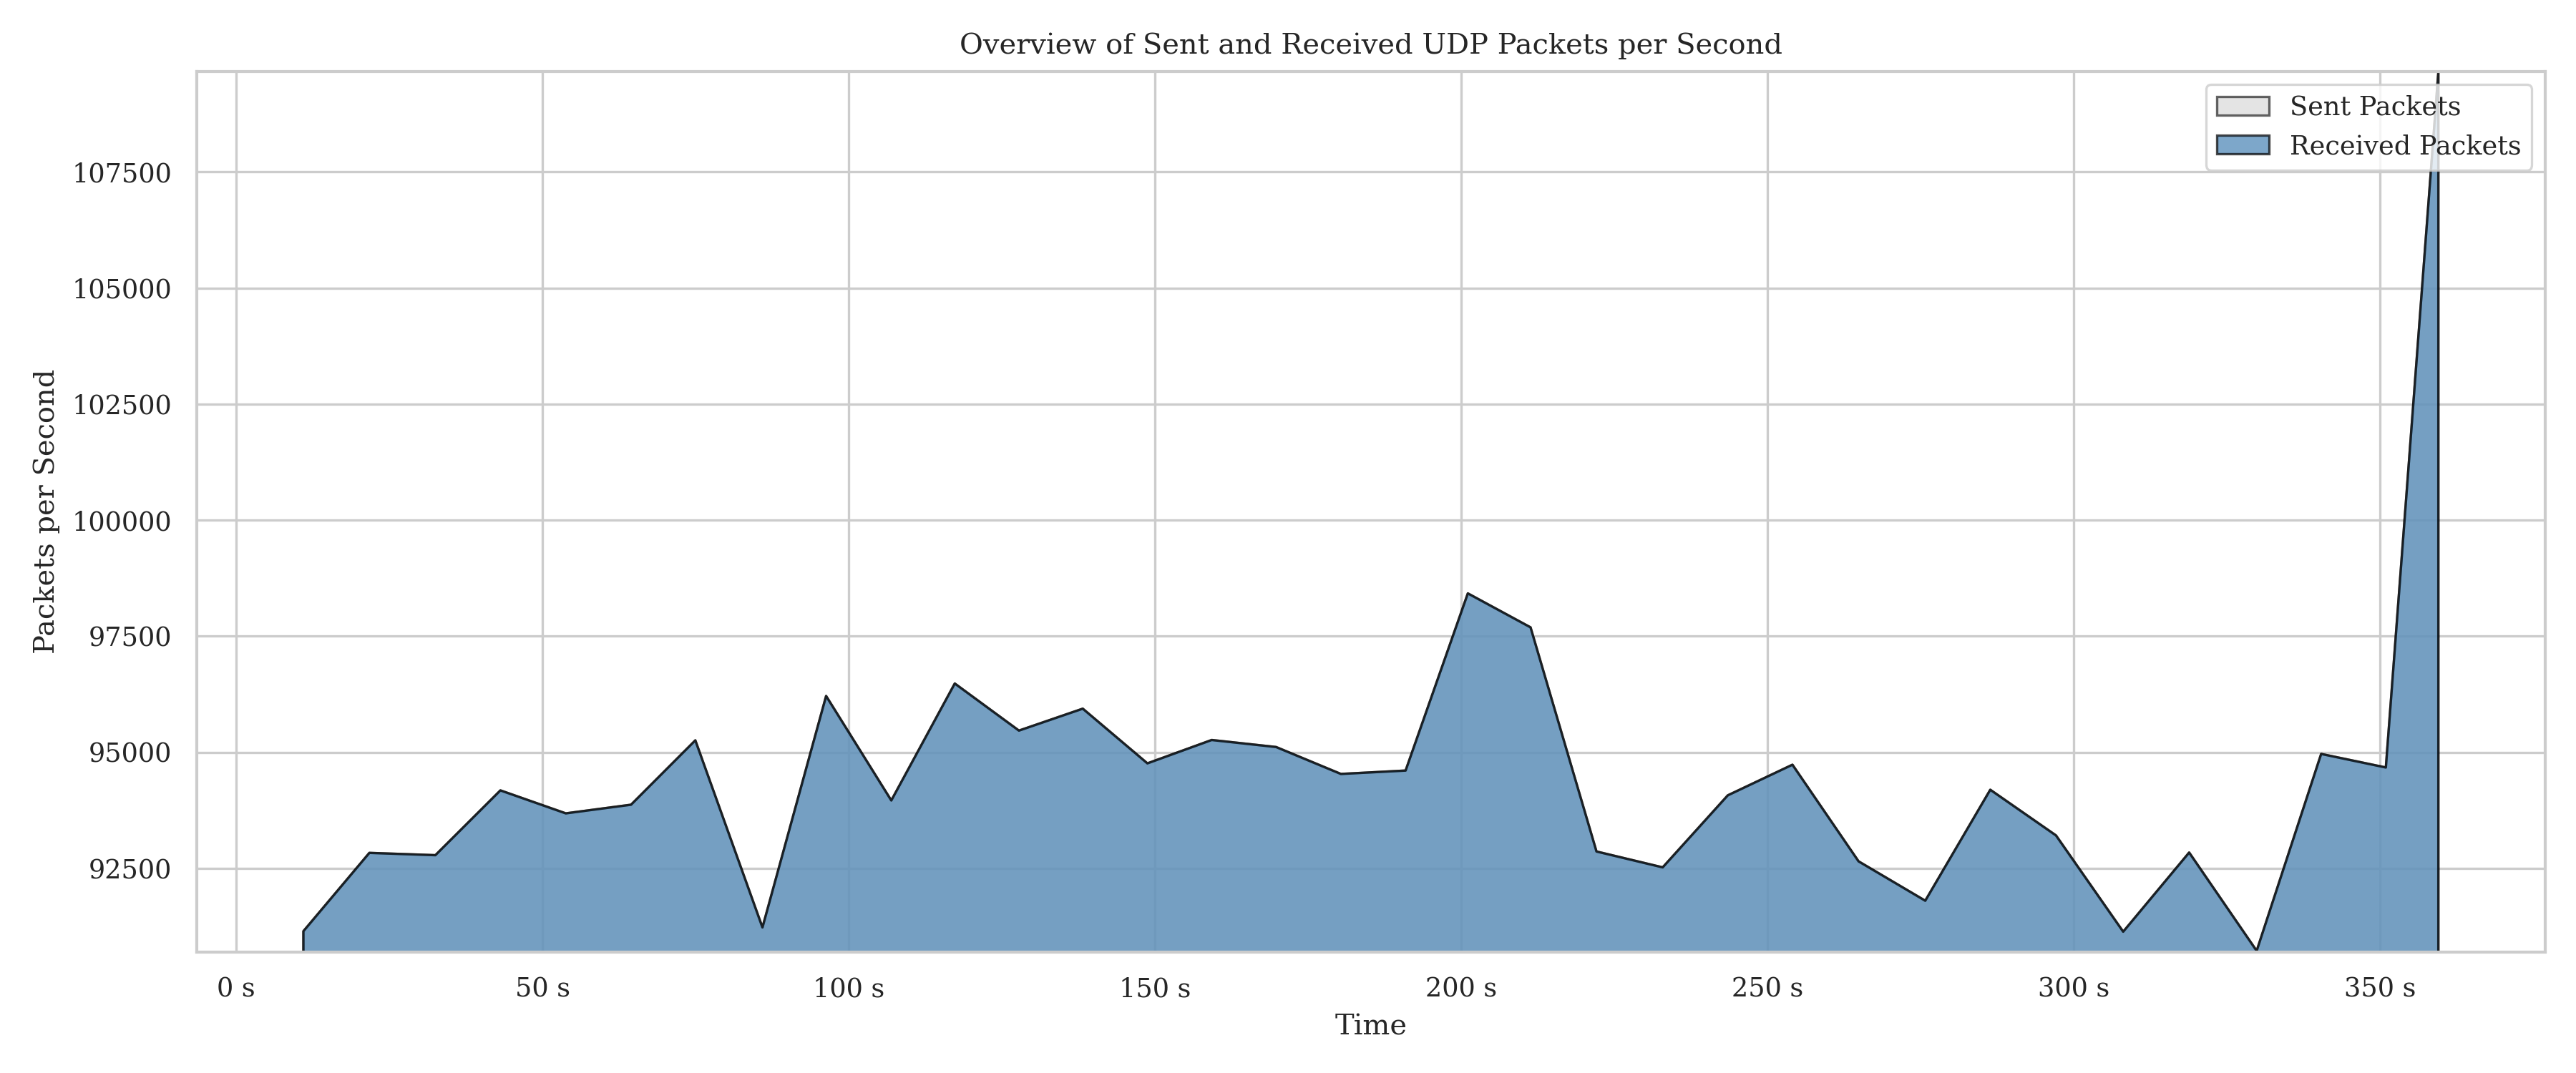 Overview of Sent and Received UDP Packets per Second
Sent Packets
Received Packets
Packets per Second
107500
105000
102500
100000
97500
95000
92500
0 s 50 s 100 s 150 s 200 s 250 s 300 s 350 s
Time